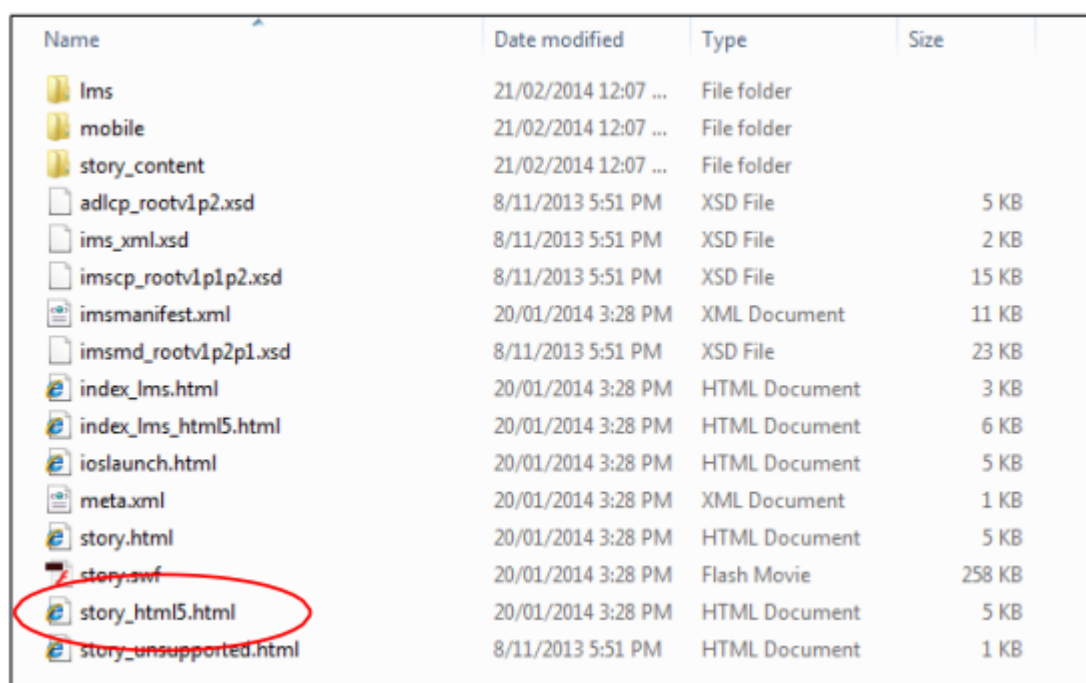 Name Date modified Type Size
lms 21/02/2014 12:07 ... File folder
mobile 21/02/2014 12:07 ... File folder
story_content 21/02/2014 12:07 ... File folder
adlcp_rootv1p2.xsd 8/11/2013 5:51 PM XSD File 5 KB
ims_xml.xsd 8/11/2013 5:51 PM XSD File 2 KB
imscp_rootv1p1p2.xsd 8/11/2013 5:51 PM XSD File 15 KB
imsmanifest.xml 20/01/2014 3:28 PM XML Document 11 KB
imsmd_rootv1p2p1.xsd 8/11/2013 5:51 PM XSD File 23 KB
index_lms.html 20/01/2014 3:28 PM HTML Document 3 KB
index_lms_html5.html 20/01/2014 3:28 PM HTML Document 6 KB
ioslaunch.html 20/01/2014 3:28 PM HTML Document 5 KB
meta.xml 20/01/2014 3:28 PM XML Document 1 KB
story.html 20/01/2014 3:28 PM HTML Document 5 KB
story.swf 20/01/2014 3:28 PM Flash Movie 258 KB
story_html5.html 20/01/2014 3:28 PM HTML Document 5 KB
story_unsupported.html 8/11/2013 5:51 PM HTML Document 1 KB